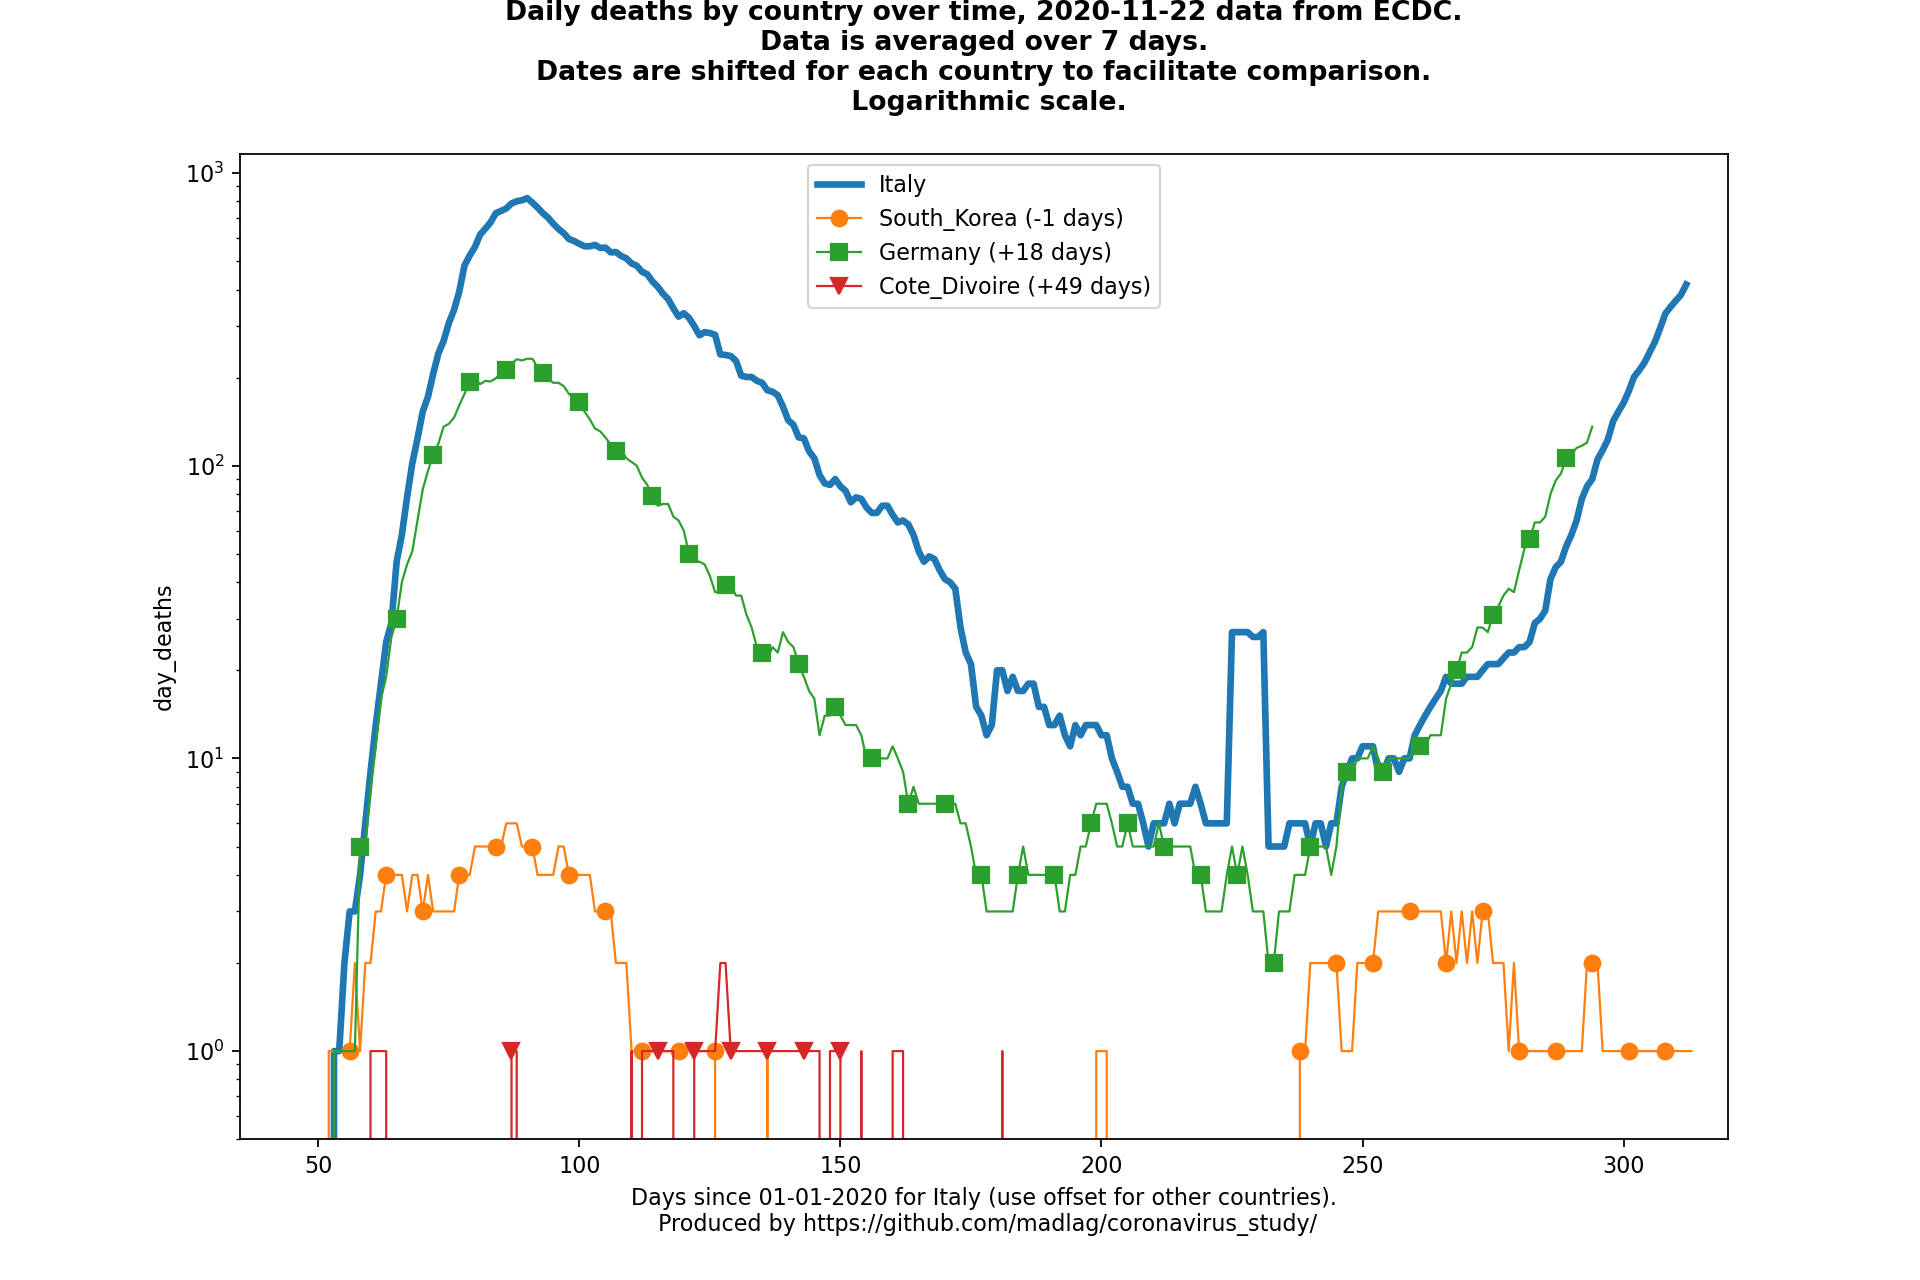 Daily deaths by country over time, 2020-11-22 data from ECDC.
Data is averaged over 7 days.
Dates are shifted for each country to facilitate comparison.
Logarithmic scale.
Italy
South_Korea (-1 days)
Germany (+18 days)
Cote_Divoire (+49 days)
day_deaths
10³
10²
10¹
10⁰
50 100 150 200 250 300
Days since 01-01-2020 for Italy (use offset for other countries).
Produced by https://github.com/madlag/coronavirus_study/